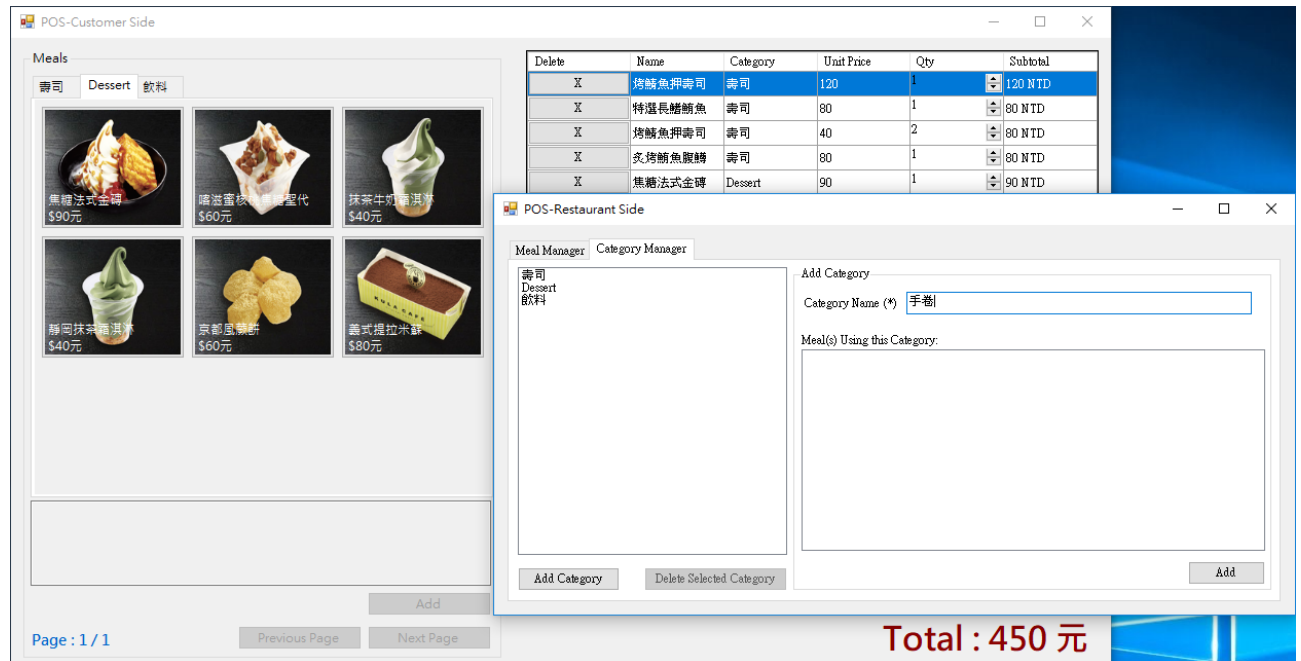 POS-Customer Side
Meals
壽司 Dessert 飲料
焦糖法式金磚
$90元
$60元
抹茶牛奶霜淇淋
$40元
靜岡抹茶霜淇淋
$40元
京都風蕨餅
$60元
義式提拉米蘇
$80元
Add
Page : 1 / 1
Previous Page
Next Page
Delete Name Category Unit Price Qty Subtotal
X 烤鯖魚押壽司 壽司 120 1 120 NTD
X 特選長鰭鮪魚 壽司 80 1 80 NTD
X 烤鯖魚押壽司 壽司 40 2 80 NTD
X 炙烤鮪魚腹 壽司 80 1 80 NTD
X 焦糖法式金磚 Dessert 90 1 90 NTD
Total : 450 元
POS-Restaurant Side
Meal Manager Category Manager
壽司
Dessert
飲料
Add Category
Delete Selected Category
Add Category
Category Name (*) 手卷
Meal(s) Using this Category:
Add
RUCA CAFE